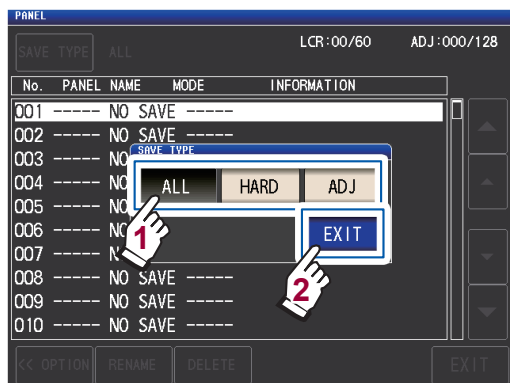 PANEL
SAVE TYPE ALL LCR:00/60 ADJ:000/128
No. PANEL NAME MODE INFORMATION
001 ----- NO SAVE -----
002 ----- NO SAVE -----
003 ----- NO
SAVE TYPE
004 ----- NO
ALL HARD ADJ
005 ----- NO
006 ----- NO
EXIT
1
007 -----
008 ----- NO SAVE -----
2
009 ----- NO SAVE -----
010 ----- NO SAVE -----
<< OPTION RENAME DELETE EXIT